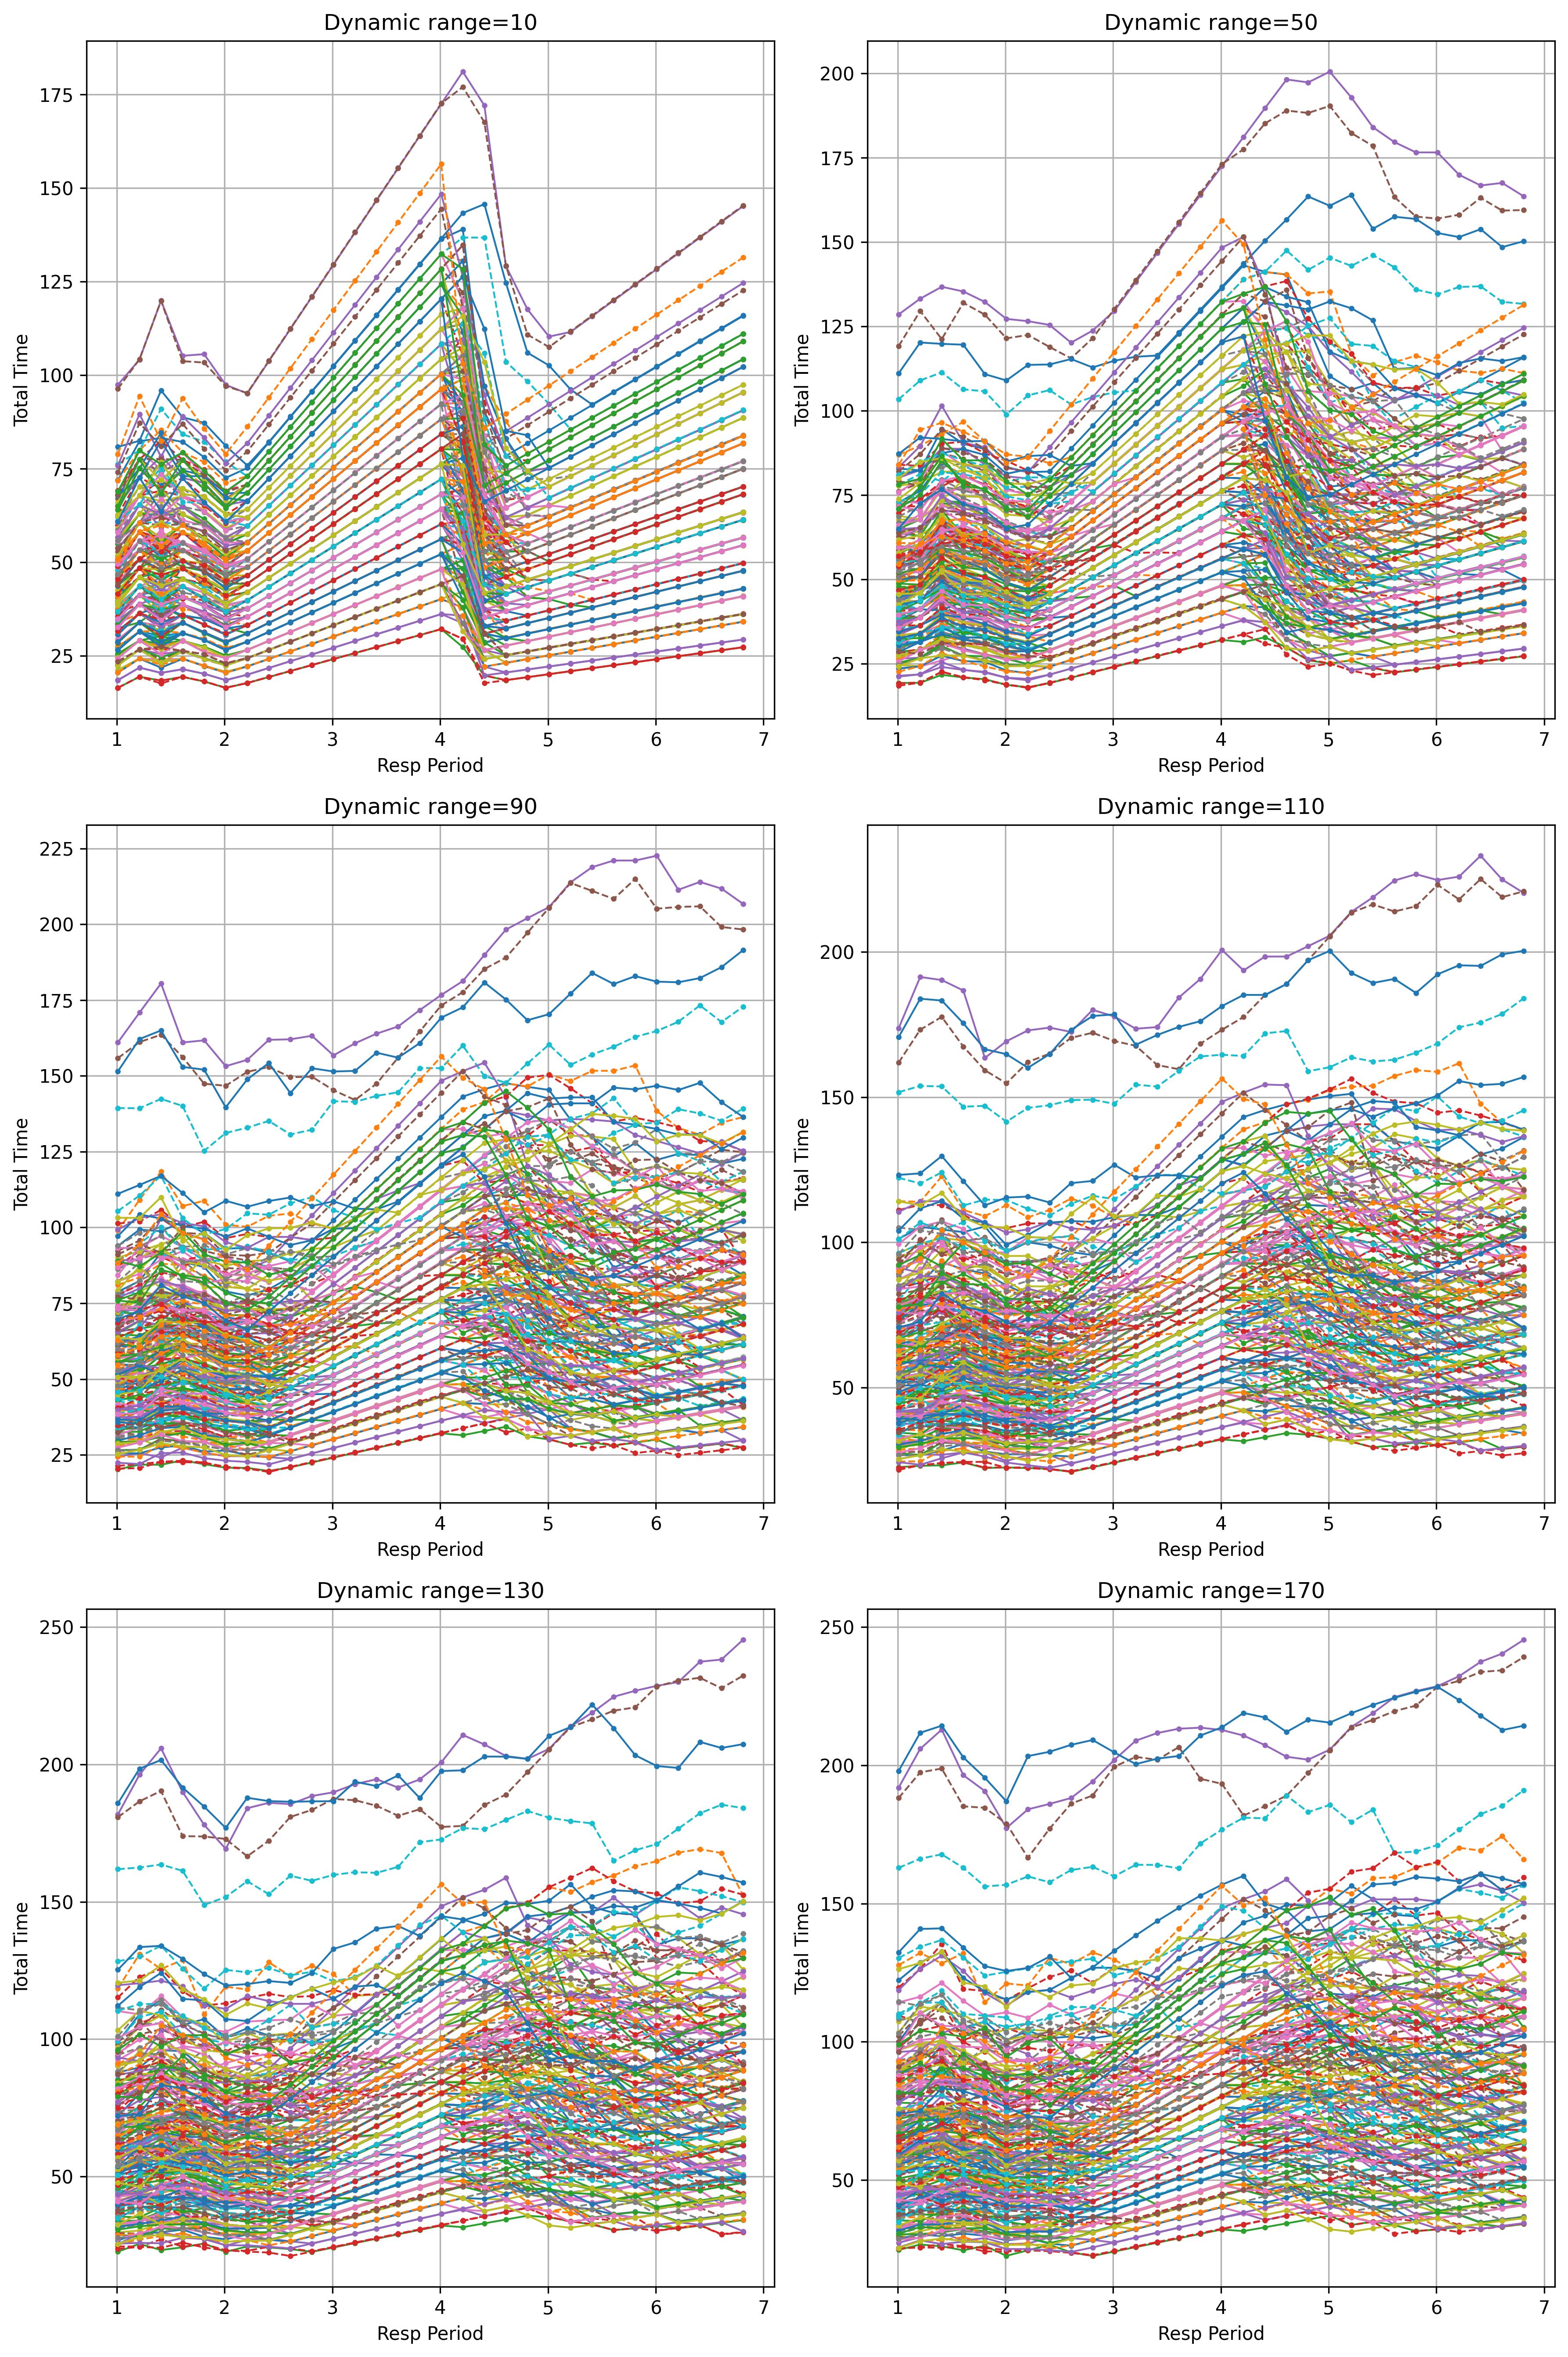 Dynamic range=10
175
150
125
100
75
50
25
Total Time
1 2 3 4 5 6 7
Resp Period
Dynamic range=50
200
175
150
125
100
75
50
25
Total Time
1 2 3 4 5 6 7
Resp Period
Dynamic range=90
225
200
175
150
125
100
75
50
25
Total Time
1 2 3 4 5 6 7
Resp Period
Dynamic range=110
200
150
100
50
Total Time
1 2 3 4 5 6 7
Resp Period
Dynamic range=130
250
200
150
100
50
Total Time
1 2 3 4 5 6 7
Resp Period
Dynamic range=170
250
200
150
100
50
Total Time
1 2 3 4 5 6 7
Resp Period